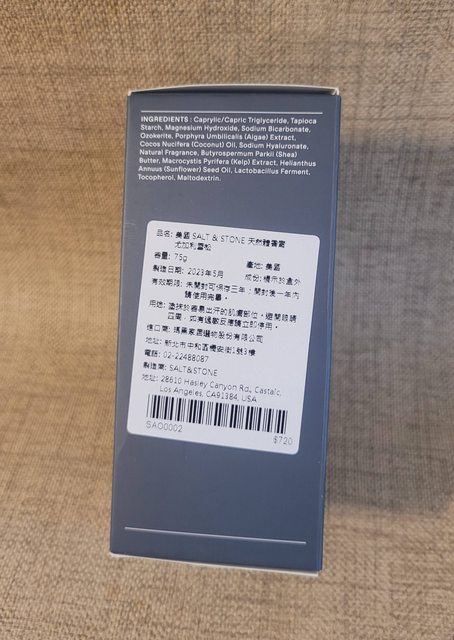 INGREDIENTS: Caprylic/Capric Triglyceride, Tapioca
Starch, Magnesium Hydroxide, Sodium Bicarbonate,
Ozokerite, Porphyra Umbilicalis (Algae) Extract,
Cocos Nucifera (Coconut) Oil, Sodium Hyaluronate,
Natural Fragrance, Butyrospermum Parkii (Shea)
Butter, Macrocystis Pyrifera (Kelp) Extract, Helianthus
Annuus (Sunflower) Seed Oil, Lactobacillus Ferment,
Tocopherol, Maltodextrin.
品名: 美國 SALT & STONE 天然體香膏
尤加利雪松
容量: 75g 產地: 美國
製造日期: 2023年5月 成份: 標示於盒外
有效期限: 未開封可保存三年；開封後一年內
請使用完畢。
用途: 塗抹於容易出汗的肌膚部位，避開眼睛
四周，如有過敏反應請立即停用。
進口商: 瑪黑家居選物股份有限公司
地址: 新北市中和區橋安街1號3樓
電話: 02-22488087
製造商: SALT&STONE
地址: 28610 Hasley Canyon Rd., Castaic,
Los Angeles, CA91384, USA
SAO0002 $720